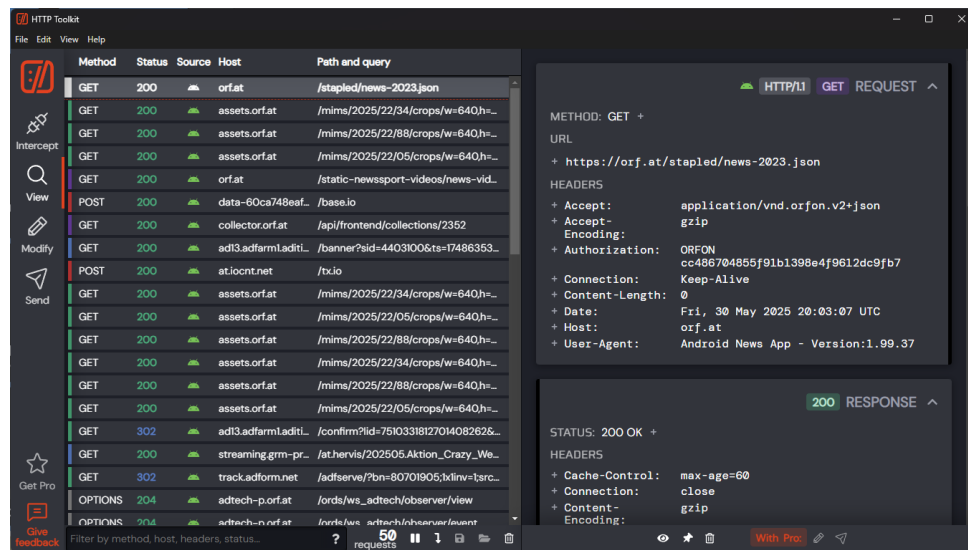 HTTP Toolkit
File Edit View Help
Method Status Source Host Path and query
GET 200 orf.at /stapled/news-2023.json
GET 200 assets.orf.at /mims/2025/22/34/crops/w=640,h=...
GET 200 assets.orf.at /mims/2025/22/88/crops/w=640,h=...
GET 200 assets.orf.at /mims/2025/22/05/crops/w=640,h=...
GET 200 orf.at /static-newssport-videos/news-vid...
POST 200 data-60ca748eaf... /base.io
GET 200 collector.orf.at /api/frontend/collections/2352
GET 200 ad13.adfarm1.aditi... /banner?sid=4403100&ts=17486353...
POST 200 at.iocnt.net /tx.io
GET 200 assets.orf.at /mims/2025/22/34/crops/w=640,h=...
GET 200 assets.orf.at /mims/2025/22/05/crops/w=640,h=...
GET 200 assets.orf.at /mims/2025/22/88/crops/w=640,h=...
GET 200 assets.orf.at /mims/2025/22/34/crops/w=640,h=...
GET 200 assets.orf.at /mims/2025/22/88/crops/w=640,h=...
GET 200 assets.orf.at /mims/2025/22/05/crops/w=640,h=...
GET 302 ad13.adfarm1.aditi... /confirm?lid=75103331812701408262&...
GET 200 streaming.grm-pr... /at.hervis/202505.Aktion_Crazy_We...
GET 302 track.adform.net /adfserve/?bn=80701905;1x1inv=1;src...
OPTIONS 204 adtech-p.orf.at /ords/ws_adtech/observer/view
OPTIONS 204 adtech-p.orf.at /ords/ws_adtech/observer/event
Intercept
View
Modify
Send
Get Pro
Give
feedback
Filter by method, host, headers, status... ? 50
requests
HTTP/1.1 GET REQUEST
METHOD: GET +
URL
+ https://orf.at/stapled/news-2023.json
HEADERS
+ Accept: application/vnd.orfon.v2+json
+ Accept- gzip
Encoding:
+ Authorization: ORFON
cc486704855f91b1398e4f9612dc9fb7
+ Connection: Keep-Alive
+ Content-Length: 0
+ Date: Fri, 30 May 2025 20:03:07 UTC
+ Host: orf.at
+ User-Agent: Android News App - Version:1.99.37
200 RESPONSE
STATUS: 200 OK +
HEADERS
+ Cache-Control: max-age=60
+ Connection: close
+ Content- gzip
Encoding:
With Pro: